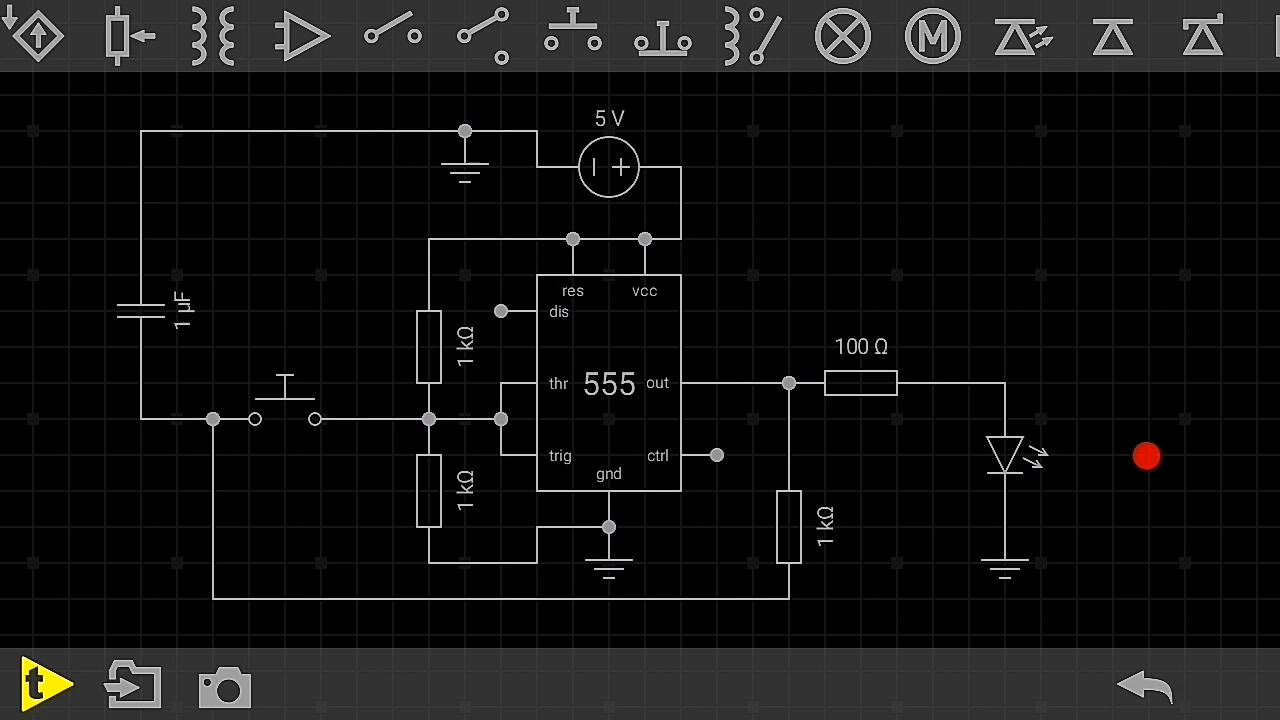 M
5 V
1 µF
res vcc
dis
1 kΩ
100 Ω
thr 555 out
trig ctrl
gnd
1 kΩ
1 kΩ
t